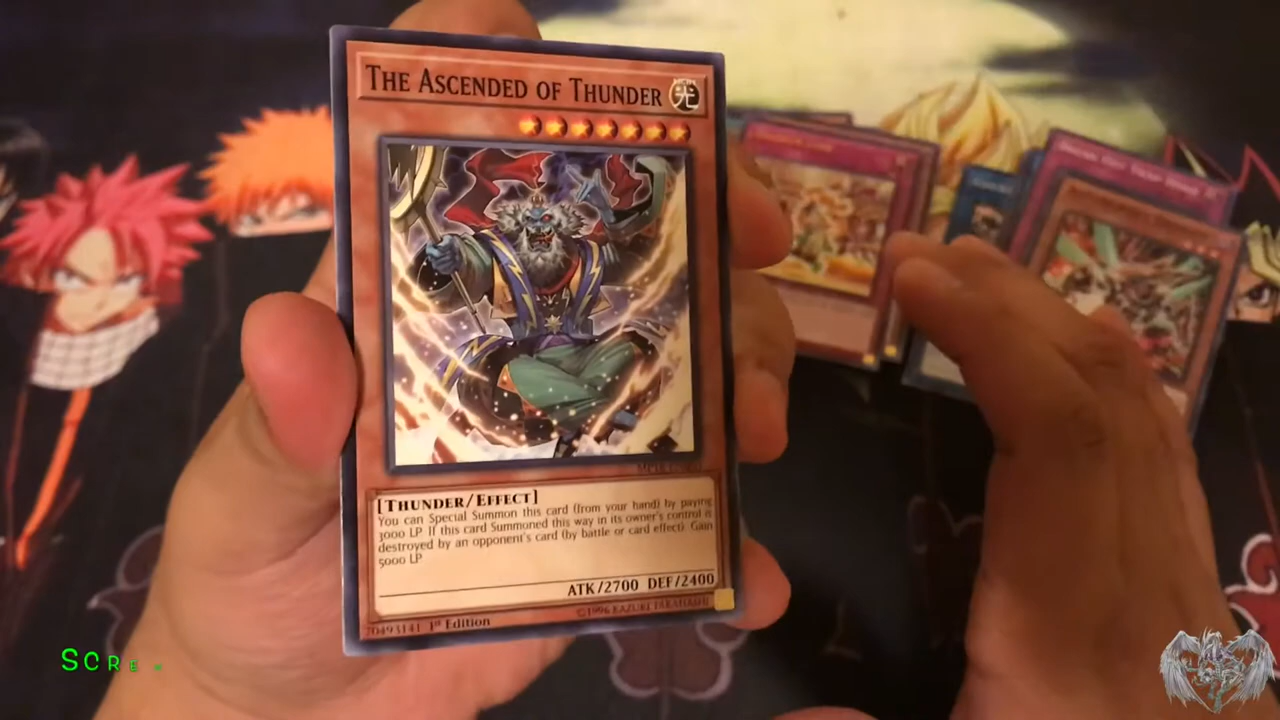 THE ASCENDED OF THUNDER
光
[THUNDER/EFFECT]
You can Special Summon this card (from your hand) by paying
3000 LP. If this card Summoned this way in its owner's control is
destroyed by an opponent's card (by battle or card effect): Gain
5000 LP.
ATK/2700 DEF/2400
©1996 KAZUKI TAKAHASHI
70493141 1st Edition
SCRE